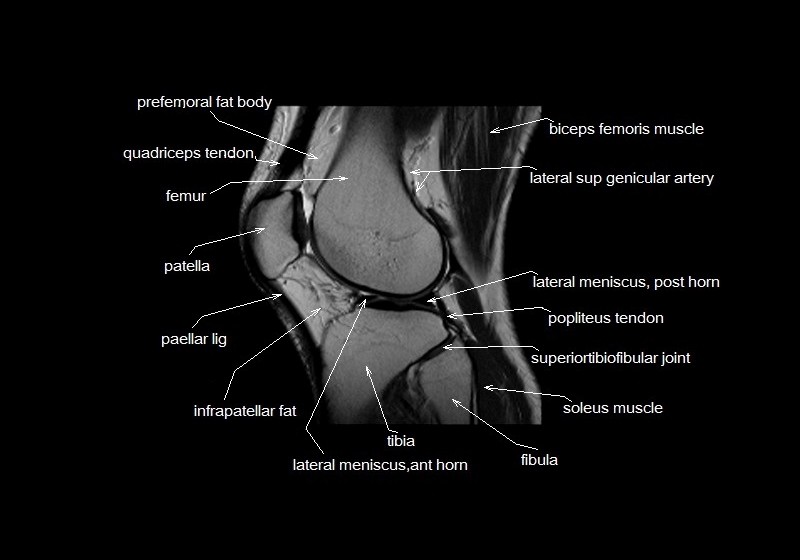 prefemoral fat body
quadriceps tendon
femur
patella
paellar lig
infrapatellar fat
lateral meniscus,ant horn
tibia
fibula
biceps femoris muscle
lateral sup genicular artery
lateral meniscus, post horn
popliteus tendon
superiortibiofibular joint
soleus muscle